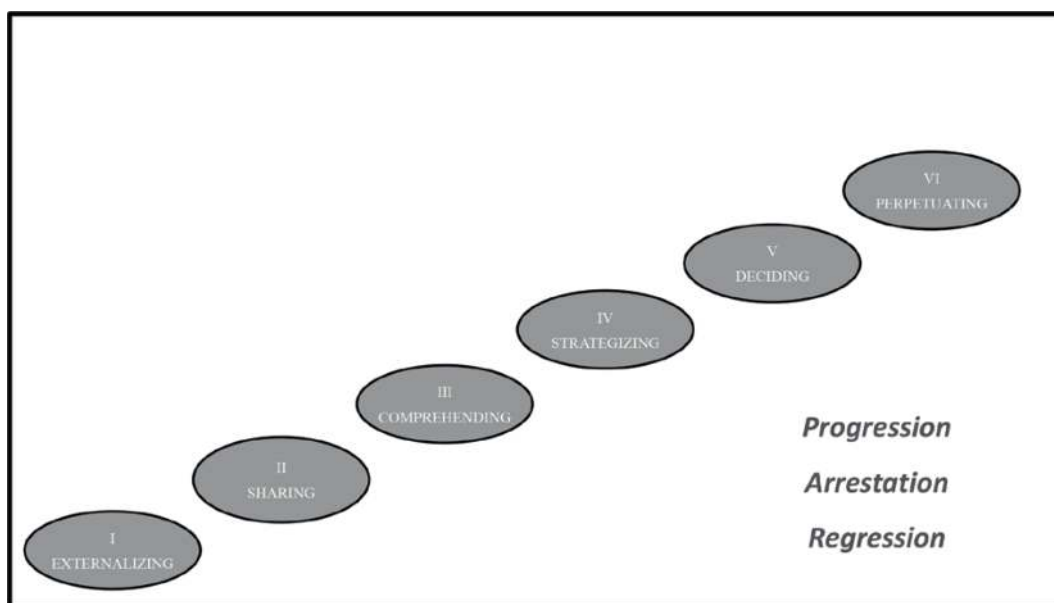 VI
PERPETUATING
V
DECIDING
IV
STRATEGIZING
III
COMPREHENDING
II
SHARING
I
EXTERNALIZING
Progression
Arrestation
Regression